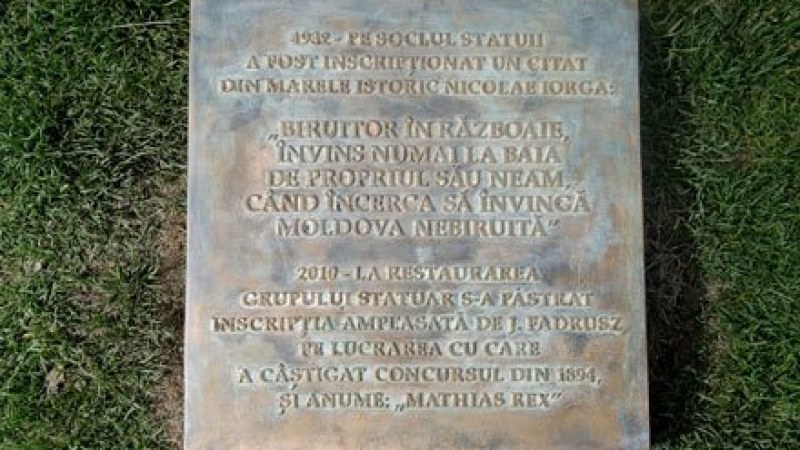 1932 - PE SOCLUL STATUII
A FOST INSCRIPȚIONAT UN CITAT
DIN MARELE ISTORIC NICOLAE IORGA:
„BIRUITOR ÎN RĂZBOAIE,
ÎNVINS NUMAI LA BAIA
DE PROPRIUL SĂU NEAM,
CÂND ÎNCERCA SĂ ÎNVINGĂ
MOLDOVA NEBIRUITĂ”
2010 - LA RESTAURAREA
GRUPULUI STATUAR S-A PĂSTRAT
INSCRIPȚIA AMPLASATĂ DE J. FADRUSZ
PE LUCRAREA CU CARE
A CÂȘTIGAT CONCURSUL DIN 1894,
ȘI ANUME: „MATHIAS REX”